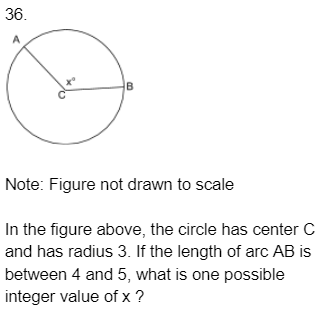 36.
A
x°
B
C
Note: Figure not drawn to scale
In the figure above, the circle has center C
and has radius 3. If the length of arc AB is
between 4 and 5, what is one possible
integer value of x ?